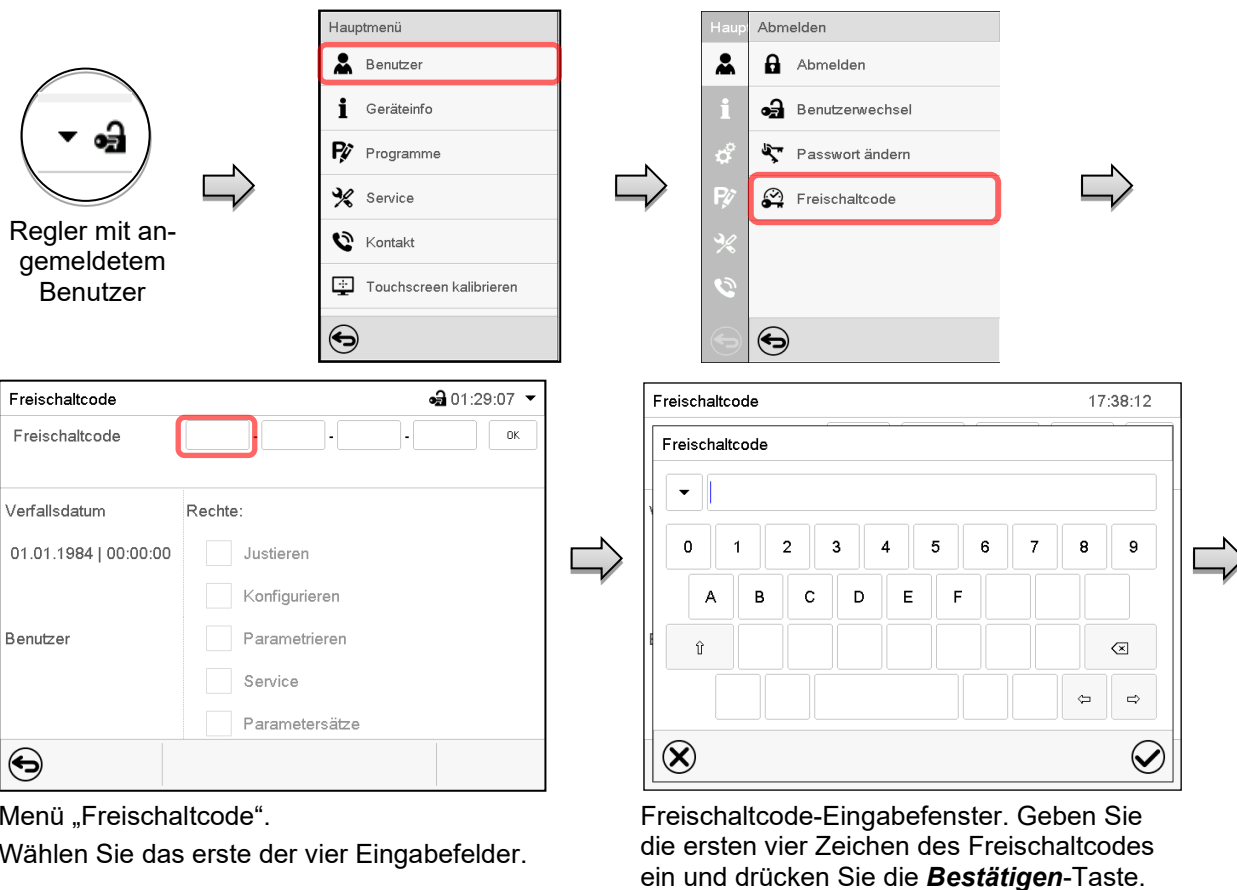 Regler mit an-
gemeldetem
Benutzer
Hauptmenü
Benutzer
Geräteinfo
Programme
Service
Kontakt
Touchscreen kalibrieren
Haup
Abmelden
Abmelden
Benutzerwechsel
Passwort ändern
Freischaltcode
Freischaltcode 01:29:07
Freischaltcode - - - OK
Verfallsdatum Rechte:
01.01.1984 | 00:00:00 Justieren
Konfigurieren
Benutzer Parametrieren
Service
Parametersätze
Menü „Freischaltcode“.
Wählen Sie das erste der vier Eingabefelder.
Freischaltcode 17:38:12
Freischaltcode
0 1 2 3 4 5 6 7 8 9
A B C D E F
Freischaltcode-Eingabefenster. Geben Sie
die ersten vier Zeichen des Freischaltcodes
ein und drücken Sie die Bestätigen-Taste.